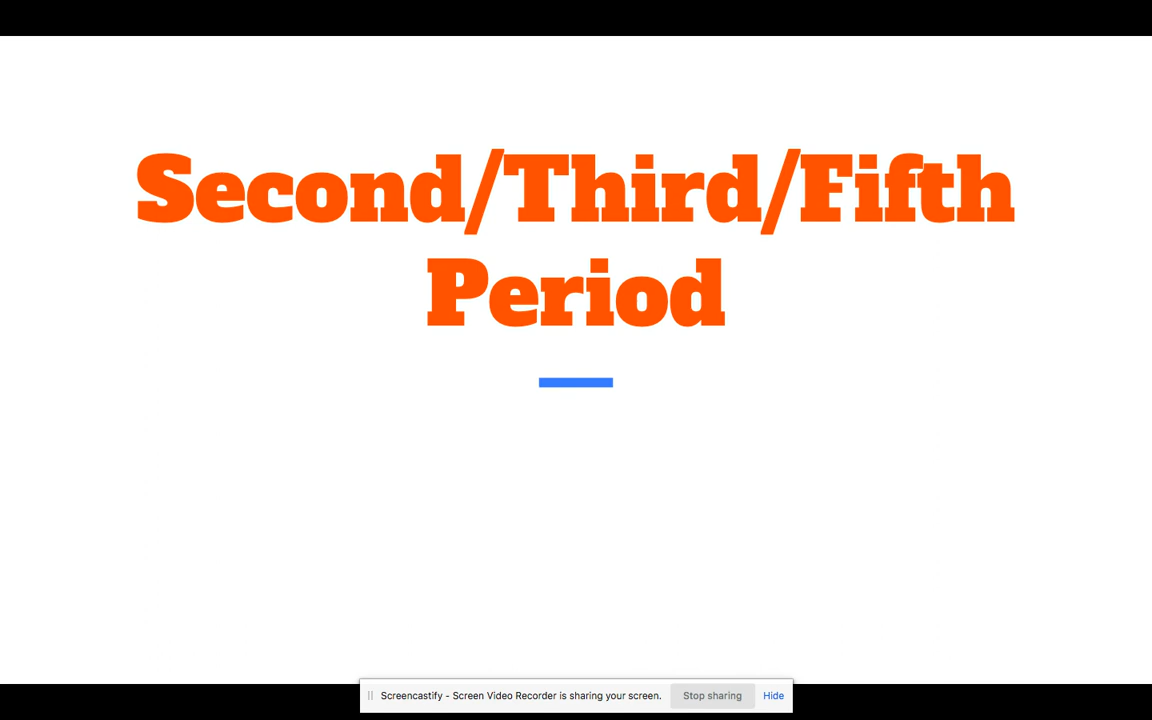 Second/Third/Fifth
Period
Screencastify - Screen Video Recorder is sharing your screen. Stop sharing Hide